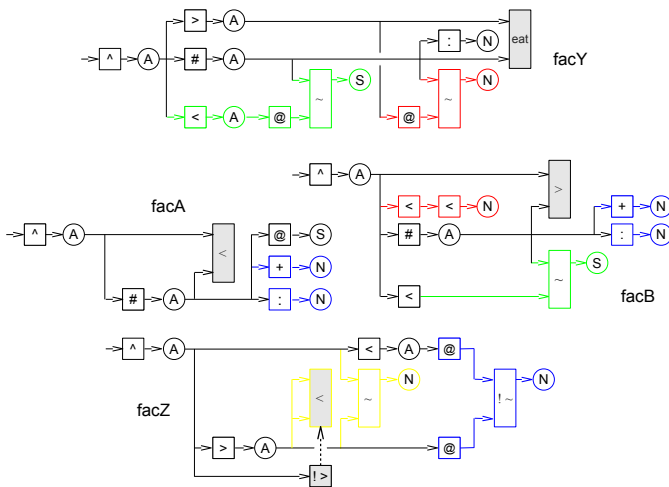 > A
^ A # A : N eat facY
~ S ~ N
< A @ @
^ A >
facA < < N + N
^ A < @ S # A : N
+ N ~ S
# A : N < facB
^ A < A @
< ~ N ! ~ N
facZ
> A @
! >